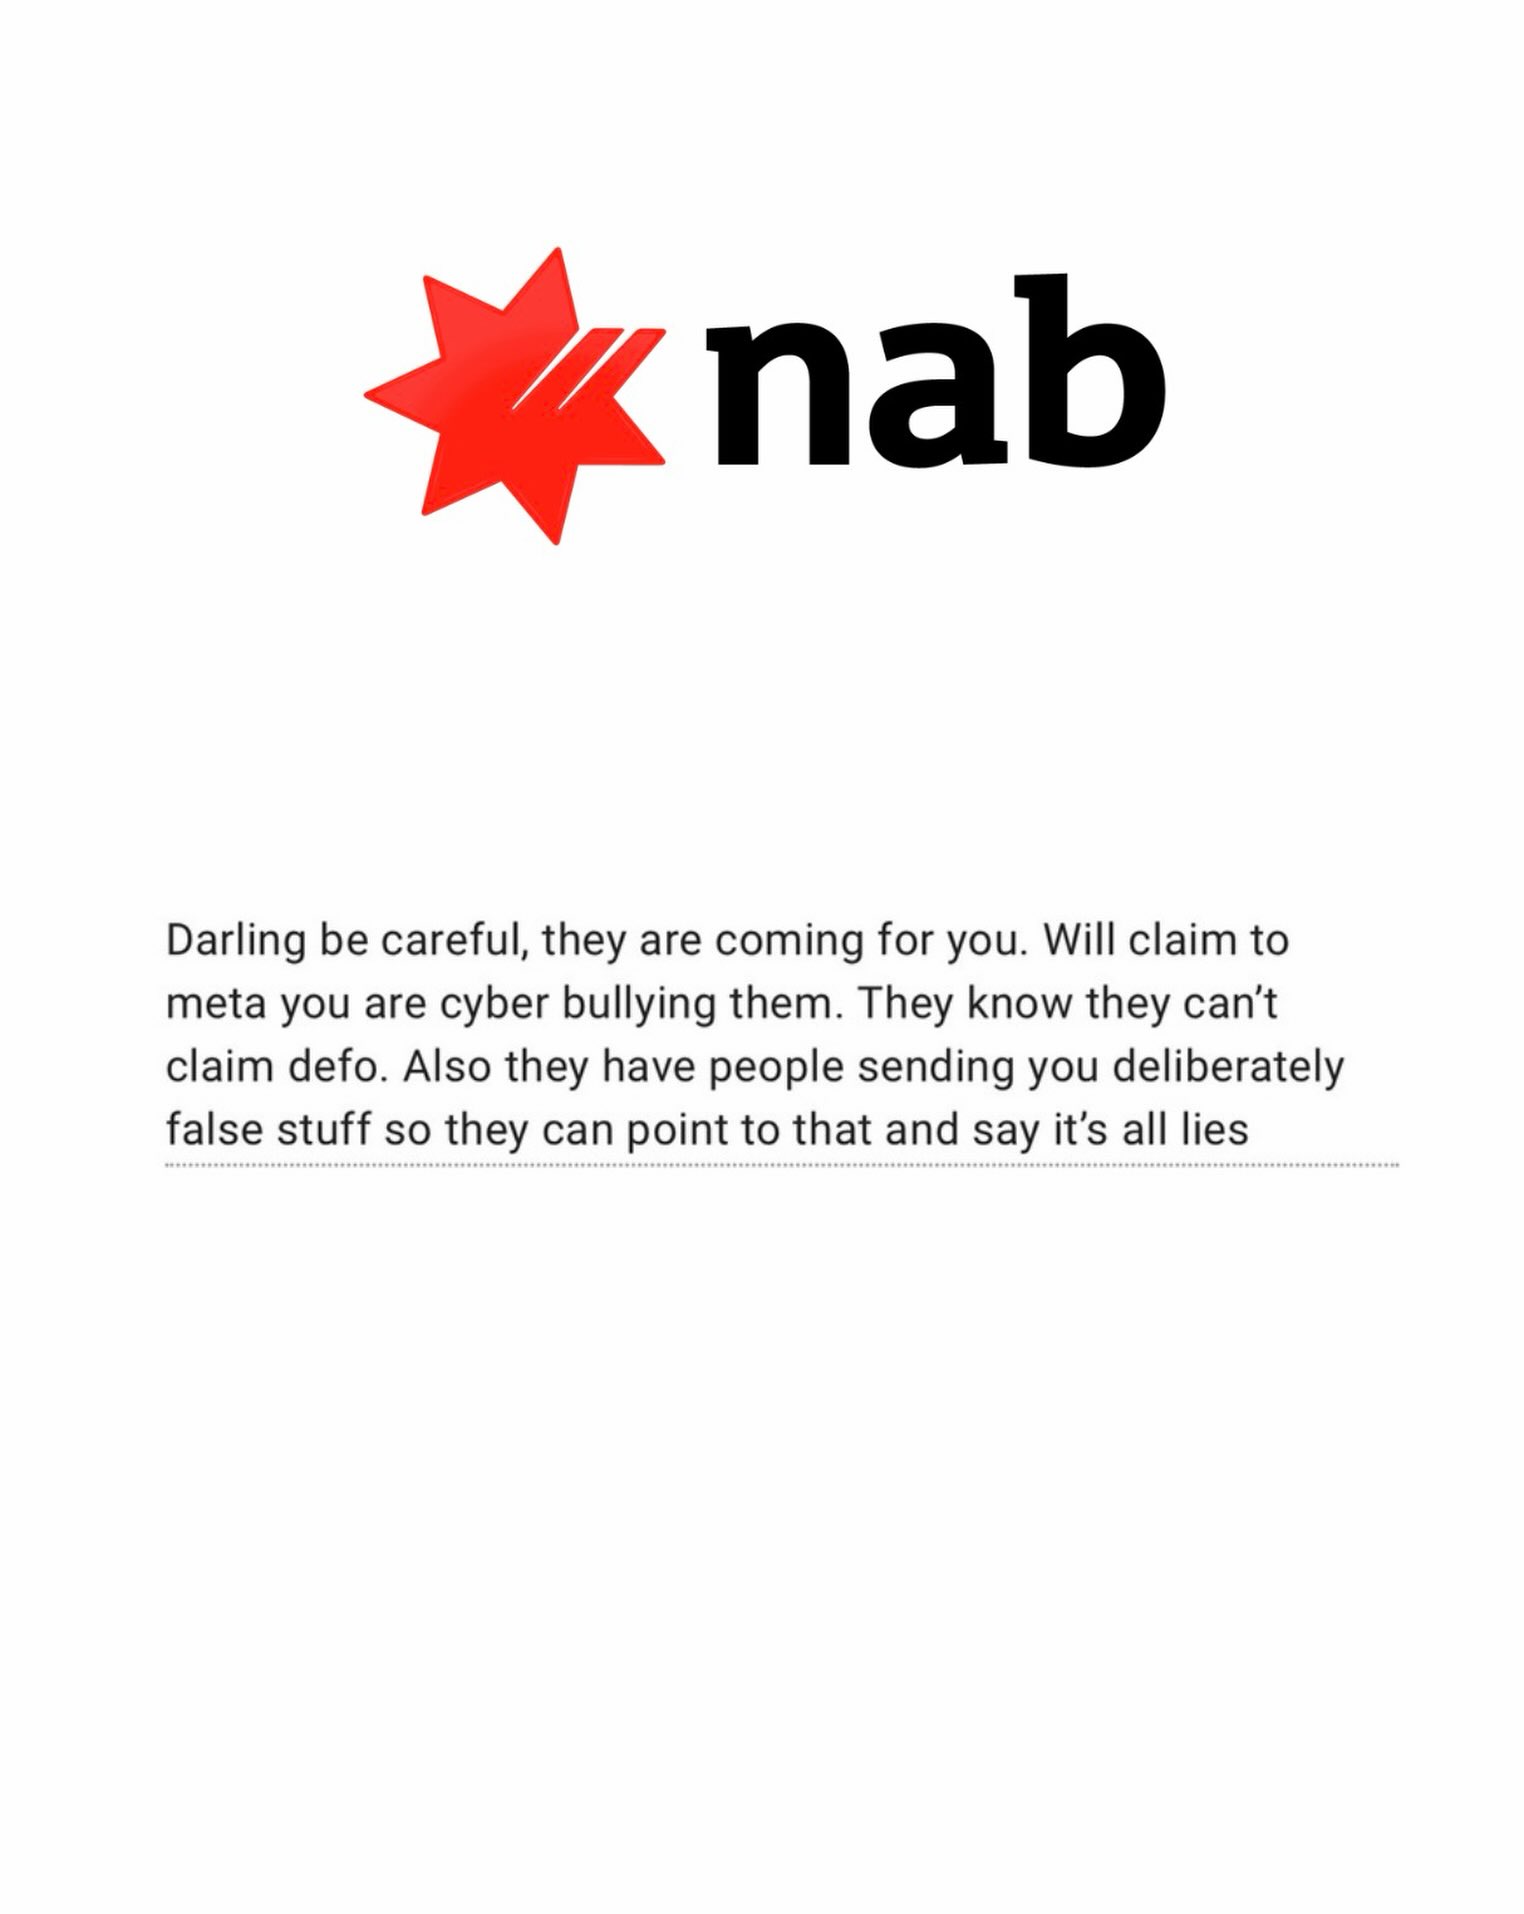 nab
Darling be careful, they are coming for you. Will claim to
meta you are cyber bullying them. They know they can’t
claim defo. Also they have people sending you deliberately
false stuff so they can point to that and say it’s all lies